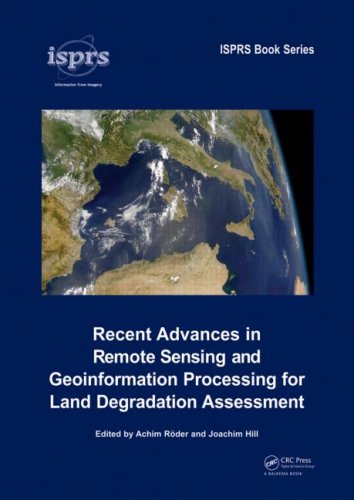 isprs
information from imagery
ISPRS Book Series
Recent Advances in
Remote Sensing and
Geoinformation Processing for
Land Degradation Assessment
Edited by Achim Röder and Joachim Hill
CRC Press
Taylor & Francis Group
A BALKEMA BOOK